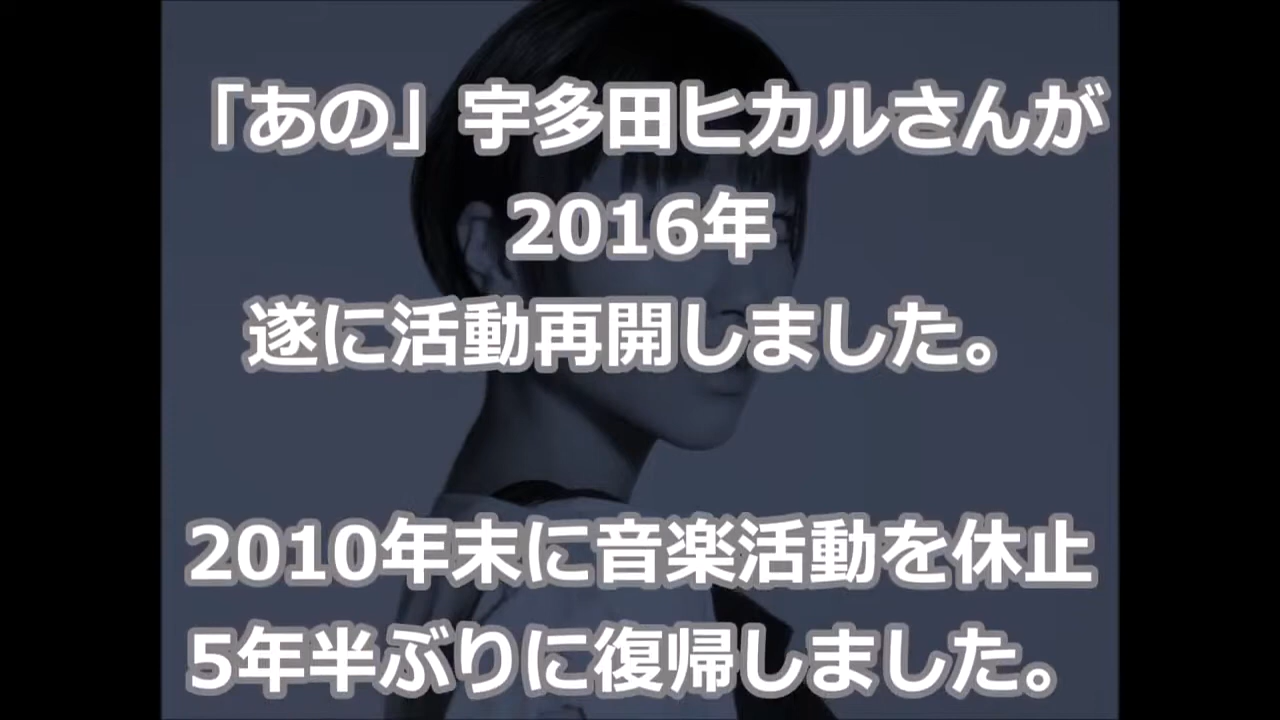 「あの」宇多田ヒカルさんが
2016年
遂に活動再開しました。
2010年末に音楽活動を休止
5年半ぶりに復帰しました。